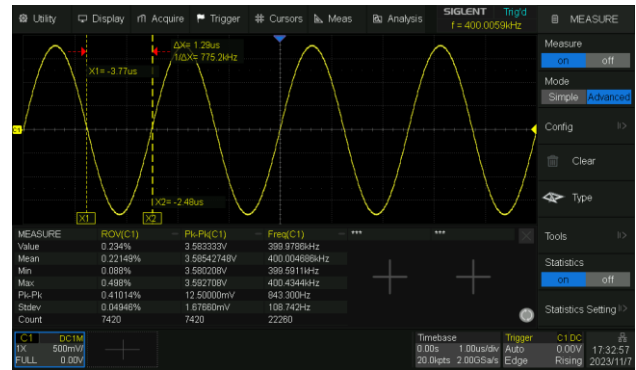 Utility Display Acquire Trigger Cursors Meas Analysis
SIGLENT Trig'd
f = 400.0059kHz
MEASURE
Measure
on off
Mode
Simple Advanced
Config
Clear
Type
Tools
Statistics
on off
Statistics Setting
ΔX= 1.29us
1/ΔX= 775.2kHz
X1= -3.77us
C1
X2= -2.48us
X1 X2
MEASURE ROV(C1) Pk-Pk(C1) Freq(C1) *** ***
Value 0.234% 3.583333V 399.9786kHz
Mean 0.22149% 3.58542748V 400.004686kHz
Min 0.088% 3.580208V 399.5911kHz
Max 0.498% 3.592708V 400.4344kHz
Pk-Pk 0.41014% 12.50000mV 843.300Hz
Stdev 0.04946% 1.67660mV 108.742Hz
Count 7420 7420 22260
C1 DC1M
1X 500mV/
FULL 0.00V
Timebase
0.00s 1.00us/div
20.0kpts 2.00GSa/s
Trigger C1 DC
Auto 0.00V
Edge Rising
17:32:57
2023/11/7